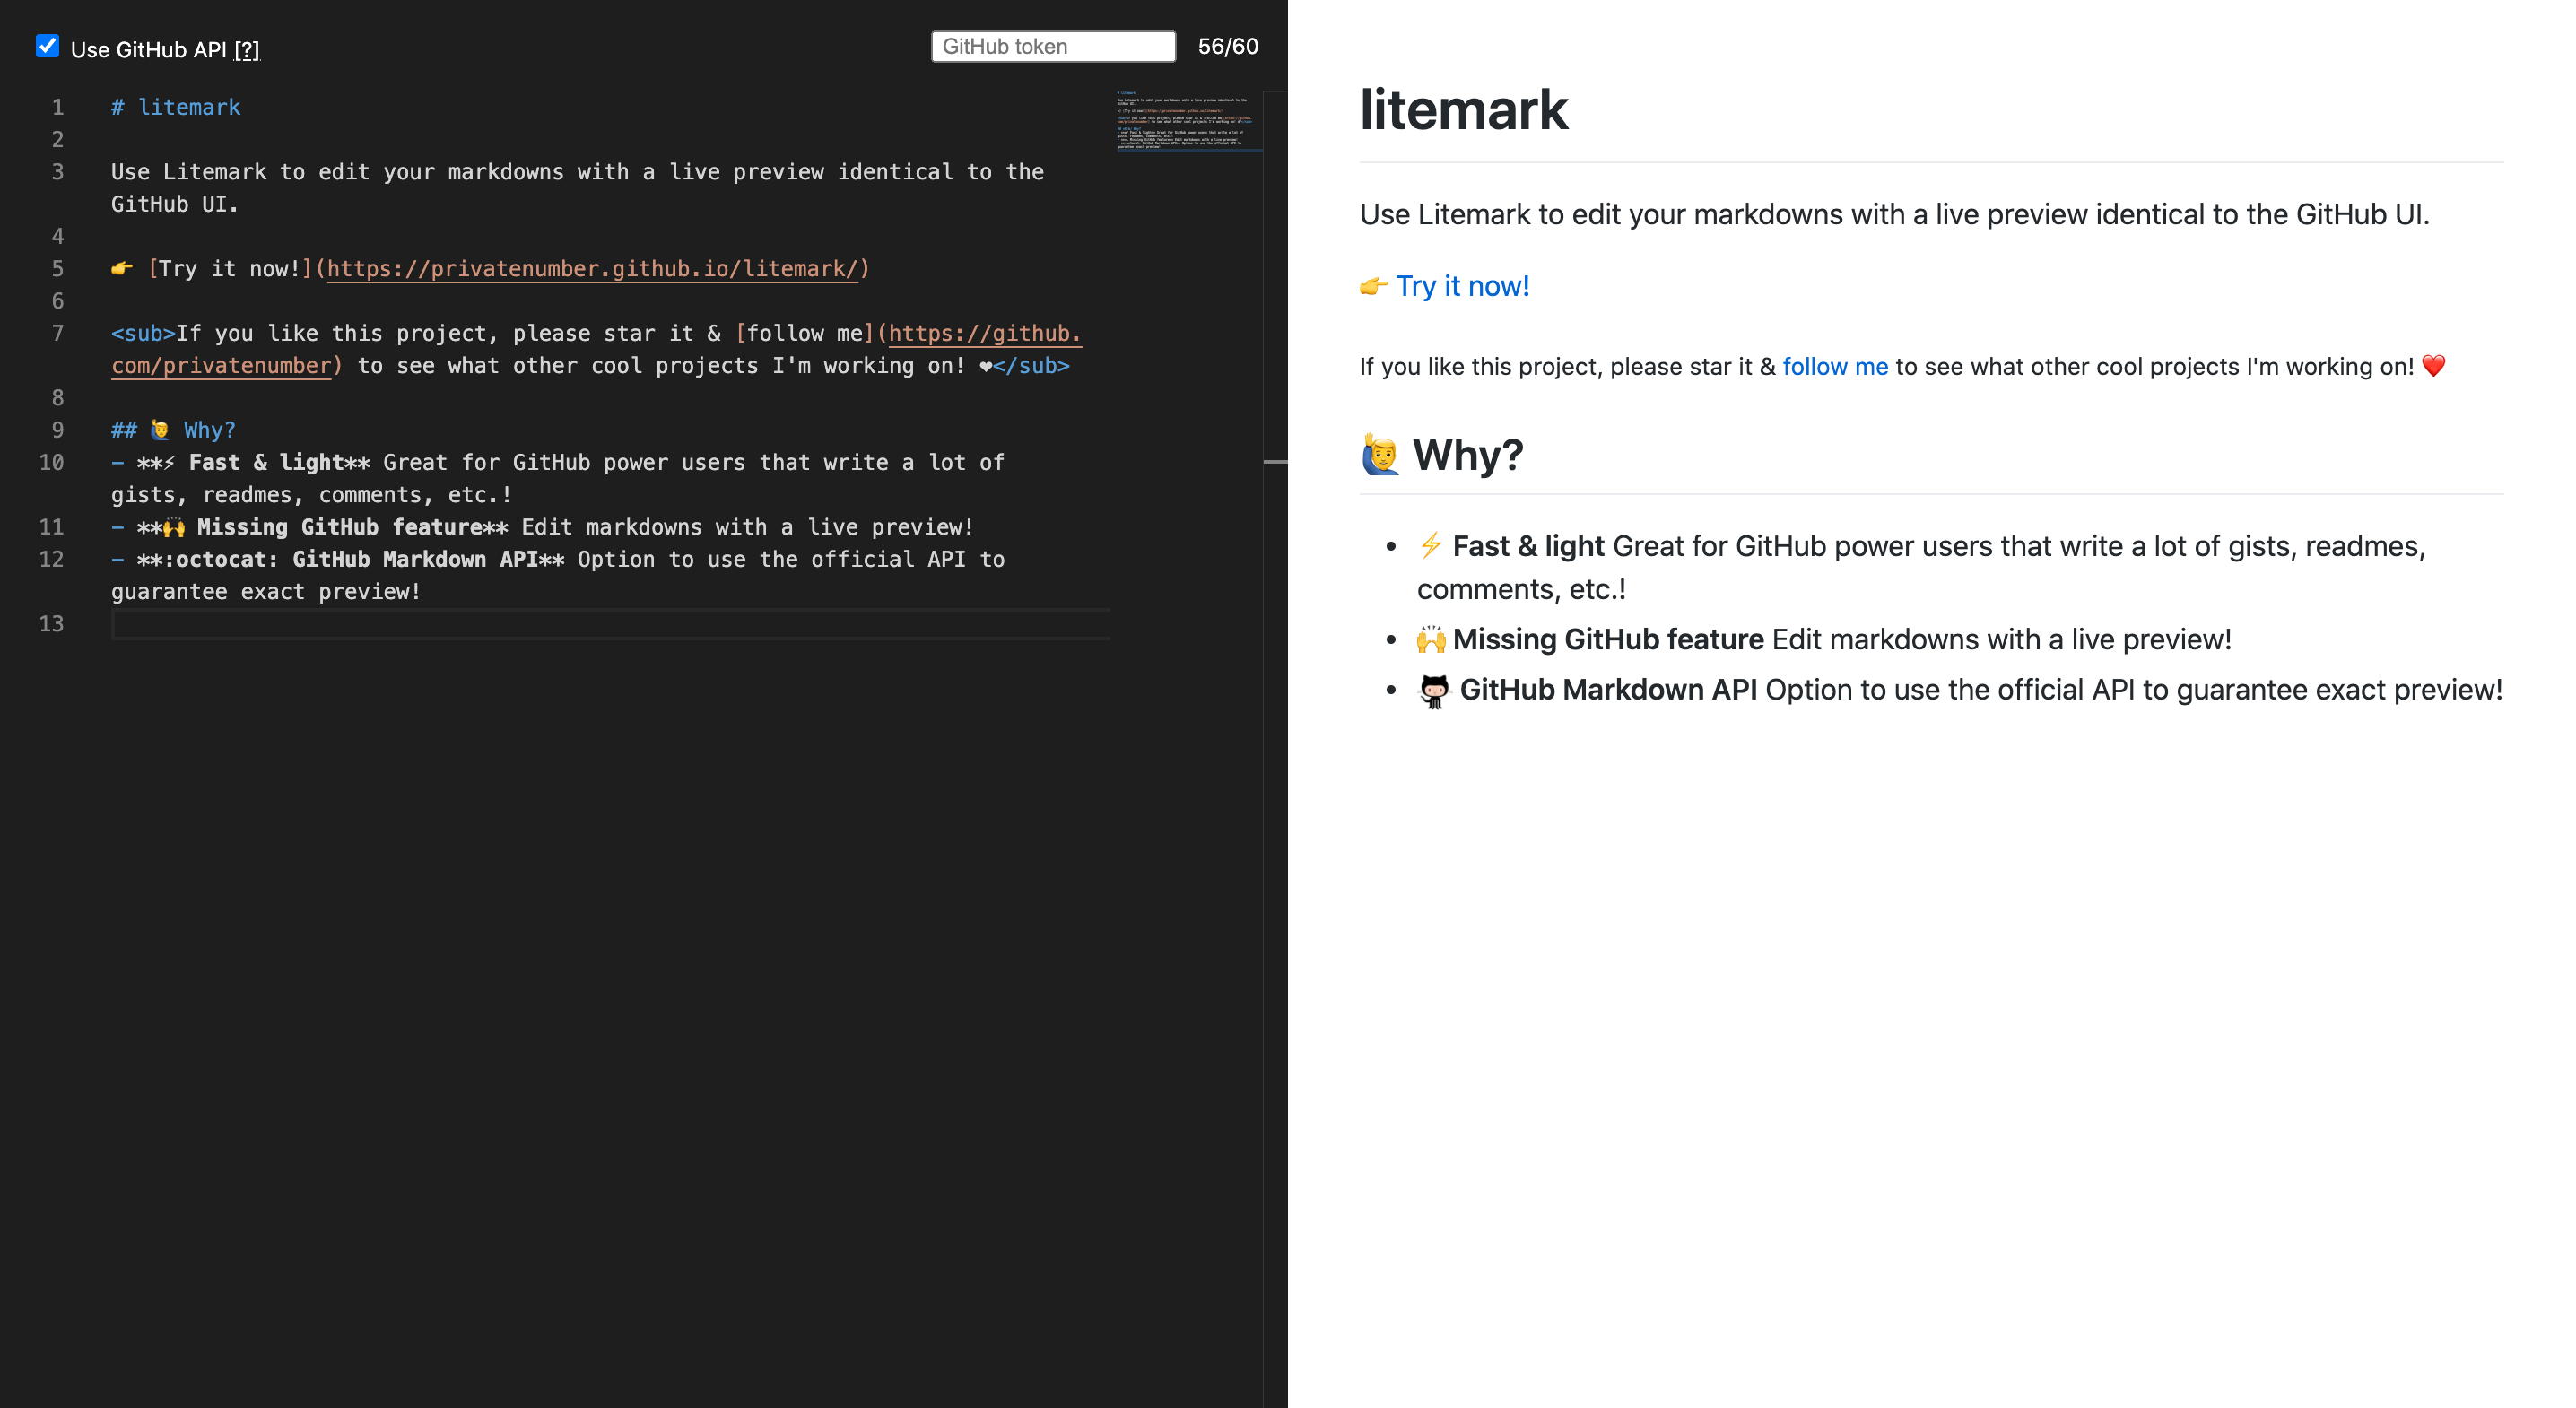 Use GitHub API [?]
GitHub token
56/60
1 # litemark
2
3 Use Litemark to edit your markdowns with a live preview identical to the
GitHub UI.
4
5 👉 [Try it now!](https://privatenumber.github.io/litemark/)
6
7 <sub>If you like this project, please star it & [follow me](https://github.
com/privatenumber) to see what other cool projects I'm working on! ❤</sub>
8
9 ## 🙋‍♂️ Why?
10 - **⚡ Fast & light** Great for GitHub power users that write a lot of
gists, readmes, comments, etc.!
11 - **🙌 Missing GitHub feature** Edit markdowns with a live preview!
12 - **:octocat: GitHub Markdown API** Option to use the official API to
guarantee exact preview!
13
litemark
Use Litemark to edit your markdowns with a live preview identical to the GitHub UI.
👉 Try it now!
If you like this project, please star it & follow me to see what other cool projects I'm working on! ❤️
🙋‍♂️ Why?
• ⚡ Fast & light Great for GitHub power users that write a lot of gists, readmes,
comments, etc.!
• 🙌 Missing GitHub feature Edit markdowns with a live preview!
• GitHub Markdown API Option to use the official API to guarantee exact preview!